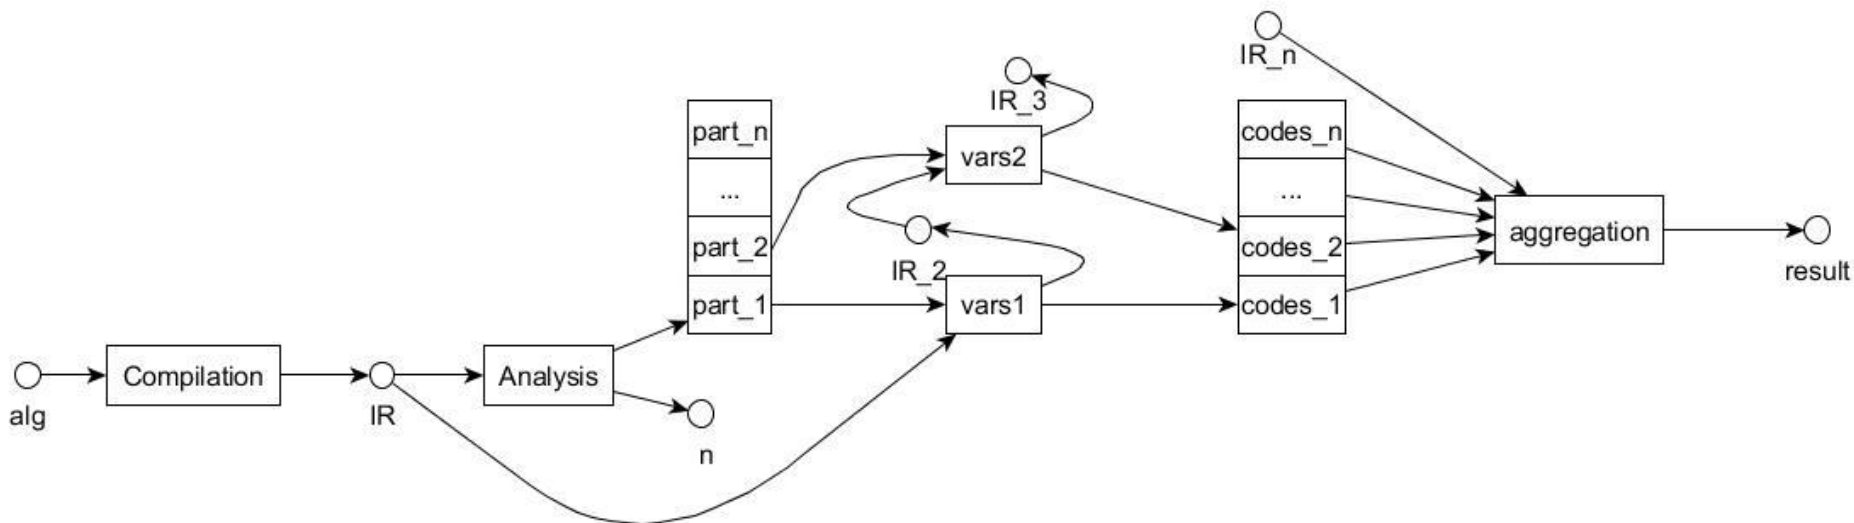 IR_n
IR_3
part_n
...
part_2
part_1
vars2
IR_2
vars1
codes_n
...
codes_2
codes_1
aggregation
result
alg
Compilation
IR
Analysis
n